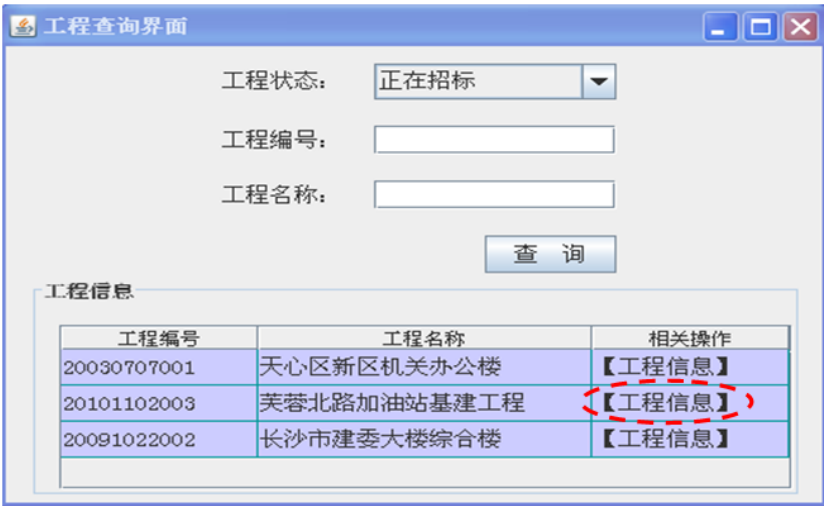 工程查询界面
工程状态： 正在招标
工程编号：
工程名称：
查 询
工程信息
工程编号 工程名称 相关操作
20030707001 天心区新区机关办公楼 【工程信息】
20101102003 芙蓉北路加油站基建工程 【工程信息】
20091022002 长沙市建委大楼综合楼 【工程信息】